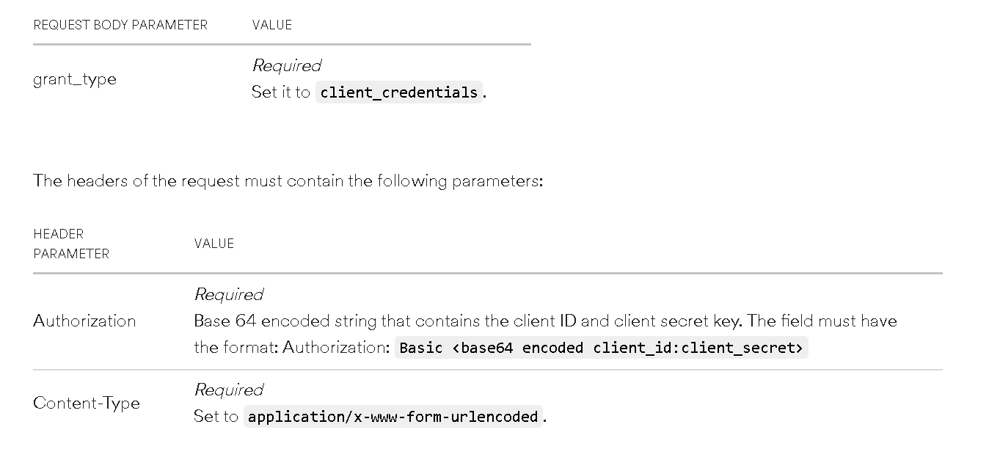 REQUEST BODY PARAMETER VALUE
grant_type
Required
Set it to client_credentials.
The headers of the request must contain the following parameters:
HEADER
PARAMETER
VALUE
Required
Authorization
Base 64 encoded string that contains the client ID and client secret key. The field must have
the format: Authorization: Basic <base64 encoded client_id:client_secret>
Content-Type
Required
Set to application/x-www-form-urlencoded.